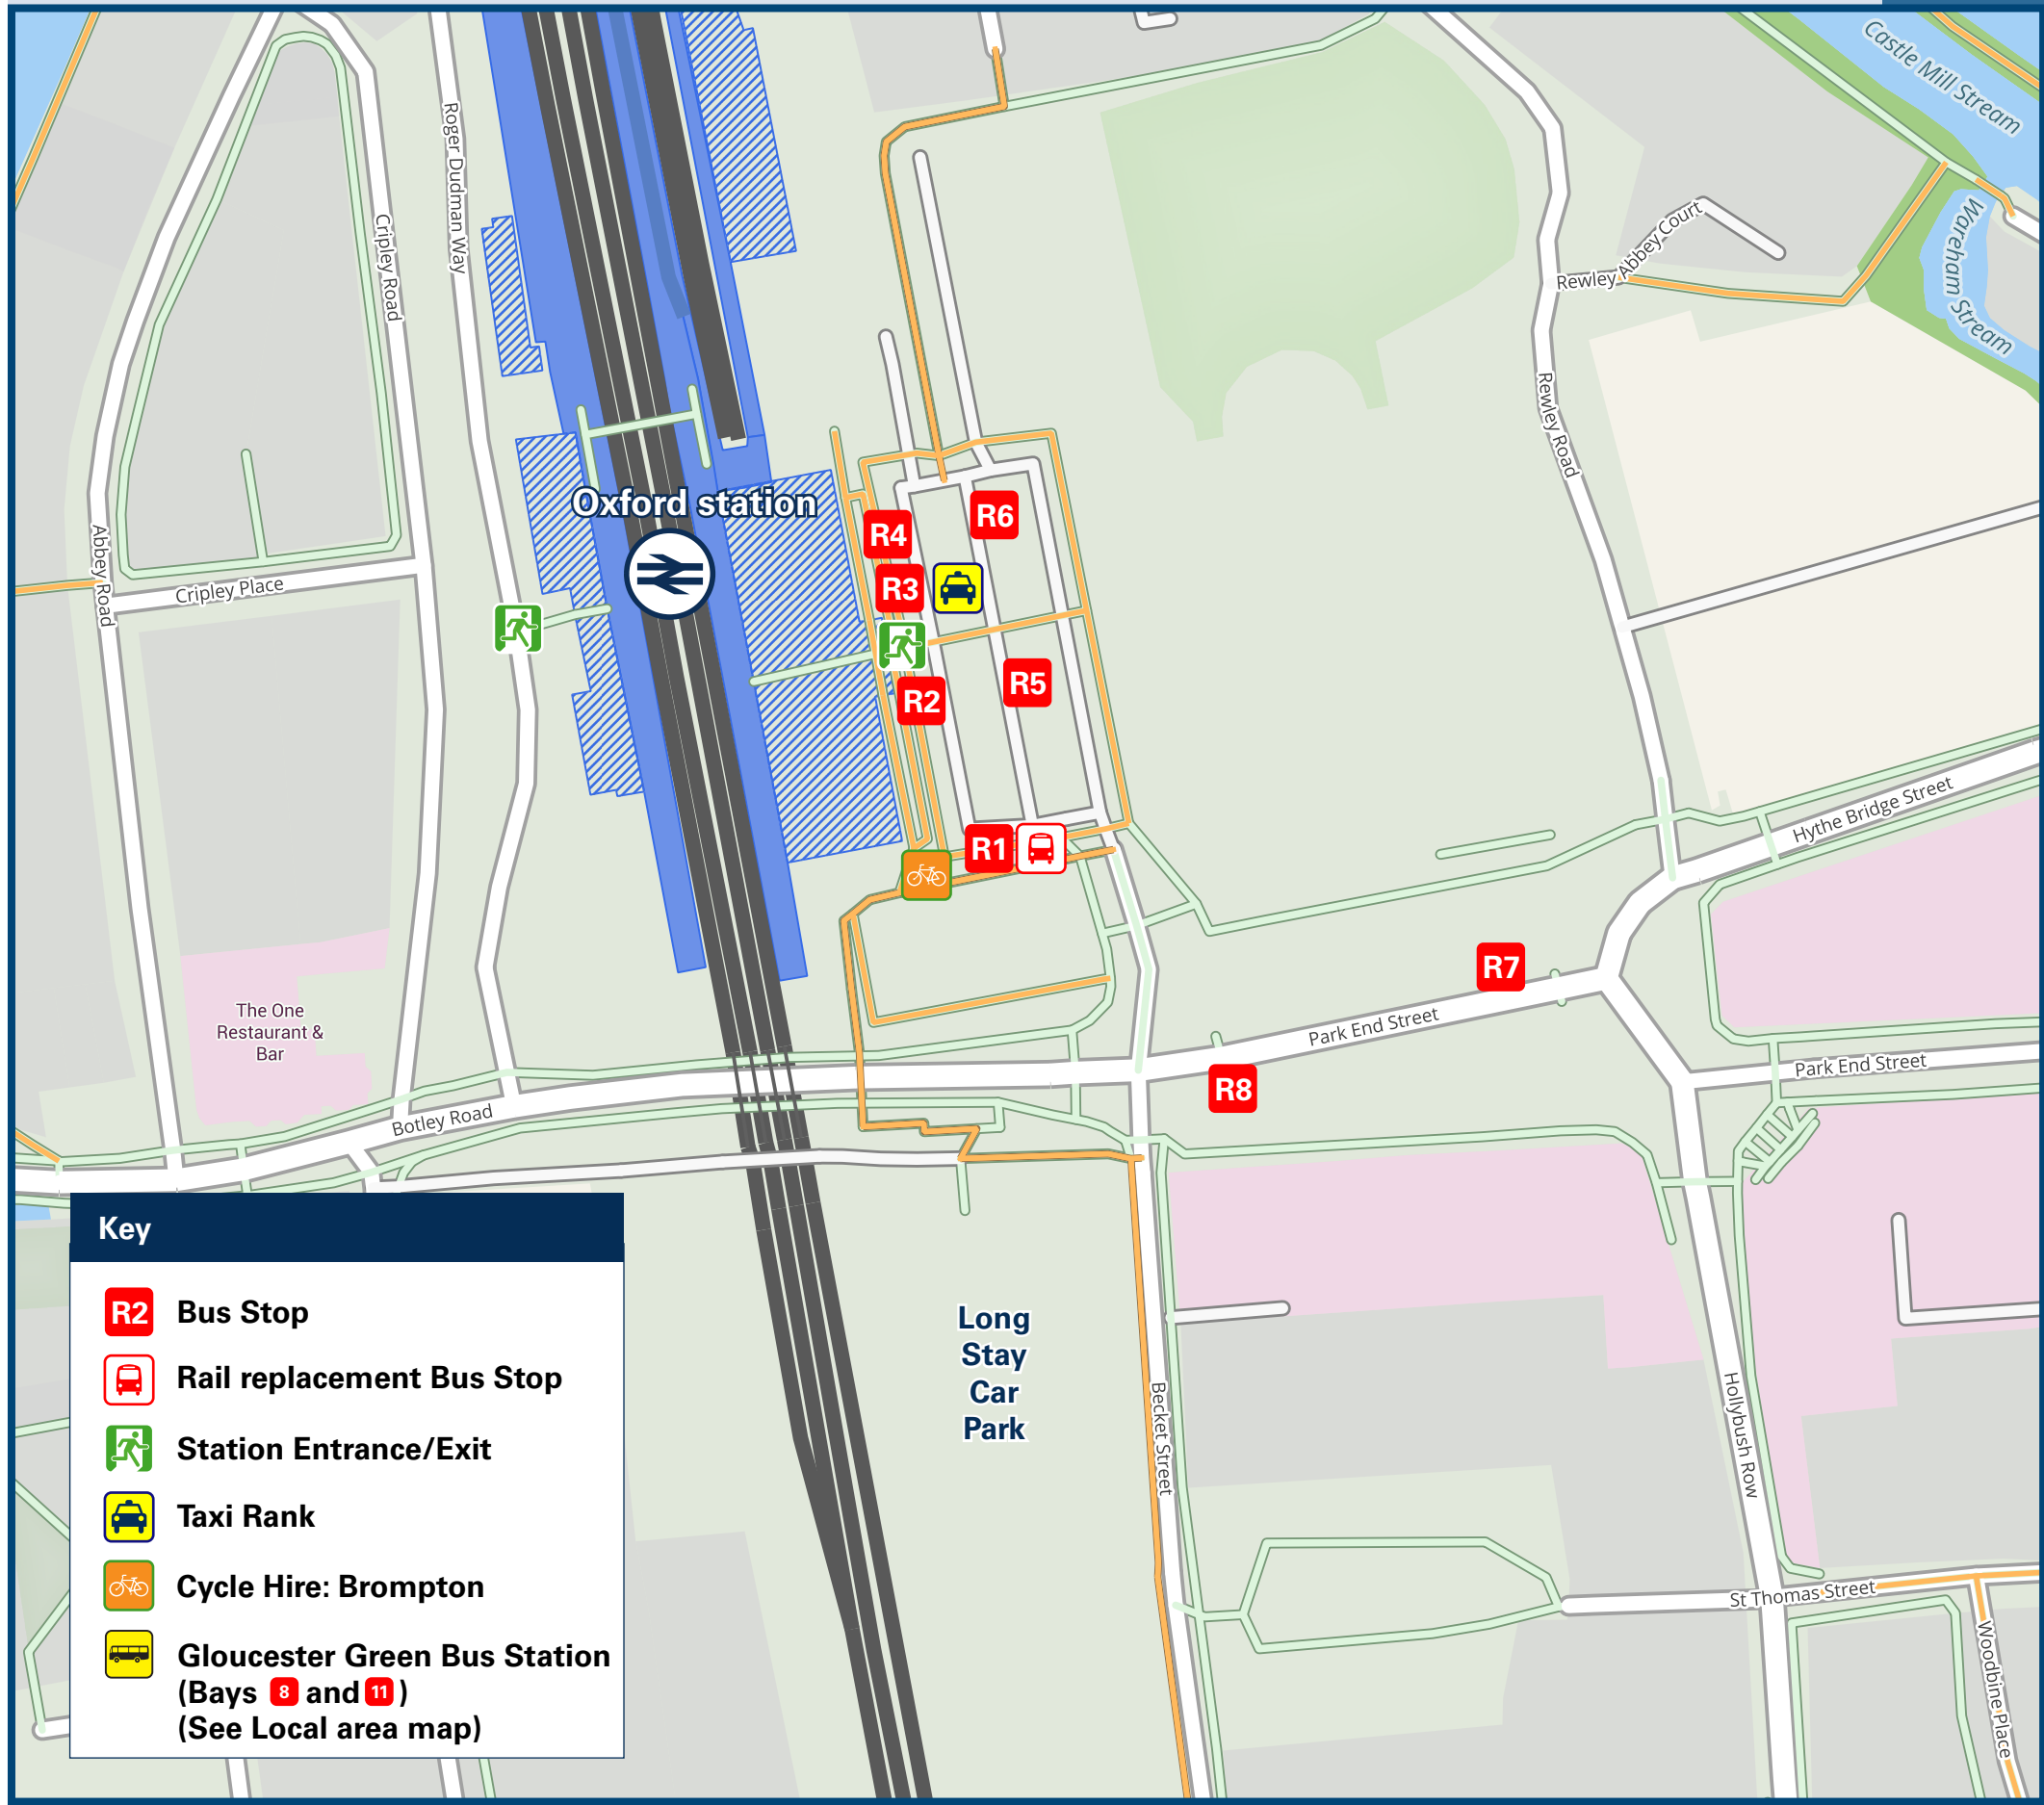 Castle Mill Stream
Wareham Stream
Roger Dudman Way
Cripley Road
Rewley Abbey Court
Rewley Road
Oxford station
R4
R6
R3
R2
R5
Abbey Road
Cripley Place
R1
Hythe Bridge Street
R7
The One
Restaurant &
Bar
Park End Street
Park End Street
R8
Botley Road
Long
Stay
Car
Park
Becket Street
Hollybush Row
St Thomas Street
Woodbine Place
Key
R2 Bus Stop
Rail replacement Bus Stop
Station Entrance/Exit
Taxi Rank
Cycle Hire: Brompton
Gloucester Green Bus Station
(Bays 8 and 11)
(See Local area map)